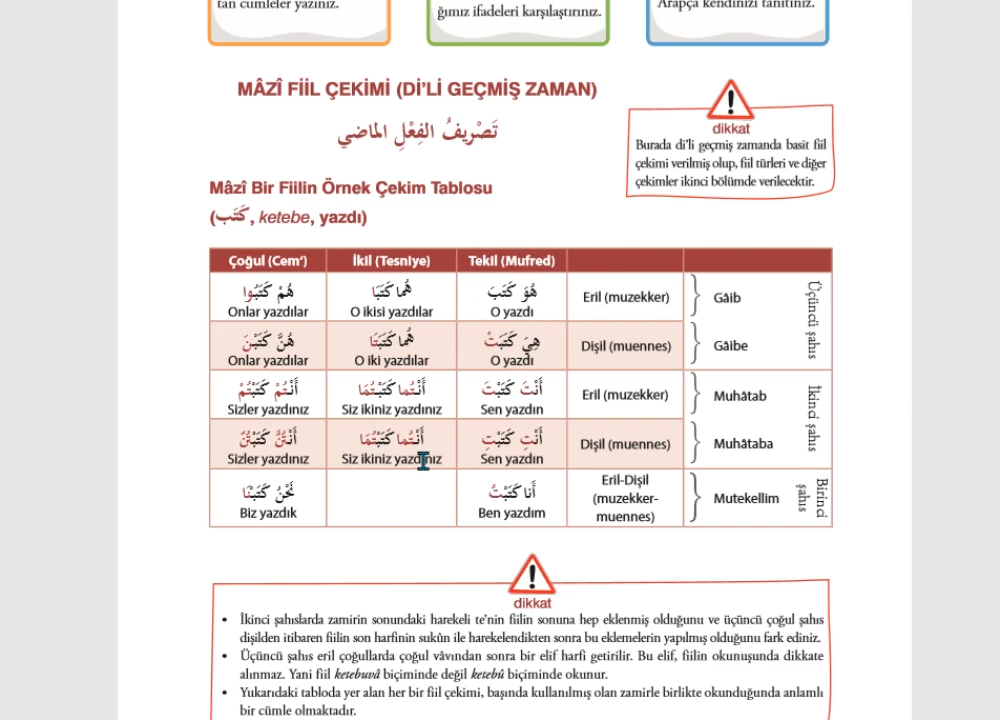 tan cümleler yazınız.
ğımız ifadeleri karşılaştırınız.
Arapça kendinizi tanıtınız.
MÂZÎ FİİL ÇEKİMİ (Dİ’Lİ GEÇMİŞ ZAMAN)
تَصْرِيفُ الفِعْلِ الماضي
dikkat
Burada di’li geçmiş zamanda basit fiil
çekimi verilmiş olup, fiil türleri ve diğer
çekimler ikinci bölümde verilecektir.
Mâzî Bir Fiilin Örnek Çekim Tablosu
(كَتَب, ketebe, yazdı)
Çoğul (Cem‘) İkil (Tesniye) Tekil (Mufred)
هُمْ كَتَبُوا هُما كَتَبَا هُوَ كَتَبَ
Onlar yazdılar O ikisi yazdılar O yazdı
Eril (muzekker) Gâib
هُنَّ كَتَبْنَ هُما كَتَبَتَا هِيَ كَتَبَتْ
Onlar yazdılar O iki yazdılar O yazdı
Dişil (muennes) Gâibe
Üçüncü şahıs
أَنْتُمْ كَتَبْتُمْ أَنْتُما كَتَبْتُمَا أَنْتَ كَتَبْتَ
Sizler yazdınız Siz ikiniz yazdınız Sen yazdın
Eril (muzekker) Muhâtab
أَنْتُنَّ كَتَبْتُنَّ أَنْتُما كَتَبْتُمَا أَنْتِ كَتَبْتِ
Sizler yazdınız Siz ikiniz yazdınız Sen yazdın
Dişil (muennes) Muhâtaba
İkinci şahıs
نَحْنُ كَتَبْنَا أَنا كَتَبْتُ
Biz yazdık Ben yazdım
Eril-Dişil
(muzekker-
muennes)
Mutekellim
Birinci
şahıs
dikkat
• İkinci şahıslarda zamirin sonundaki harekeli te’nin fiilin sonuna hep eklenmiş olduğunu ve üçüncü çoğul şahıs
dişilden itibaren fiilin son harfinin sukûn ile harekelendikten sonra bu eklemelerin yapılmış olduğunu fark ediniz.
• Üçüncü şahıs eril çoğullarda çoğul vâvından sonra bir elif harfi getirilir. Bu elif, fiilin okunuşunda dikkate
alınmaz. Yani fiil ketebuvâ biçiminde değil ketebû biçiminde okunur.
• Yukarıdaki tabloda yer alan her bir fiil çekimi, başında kullanılmış olan zamirle birlikte okunduğunda anlamlı
bir cümle olmaktadır.